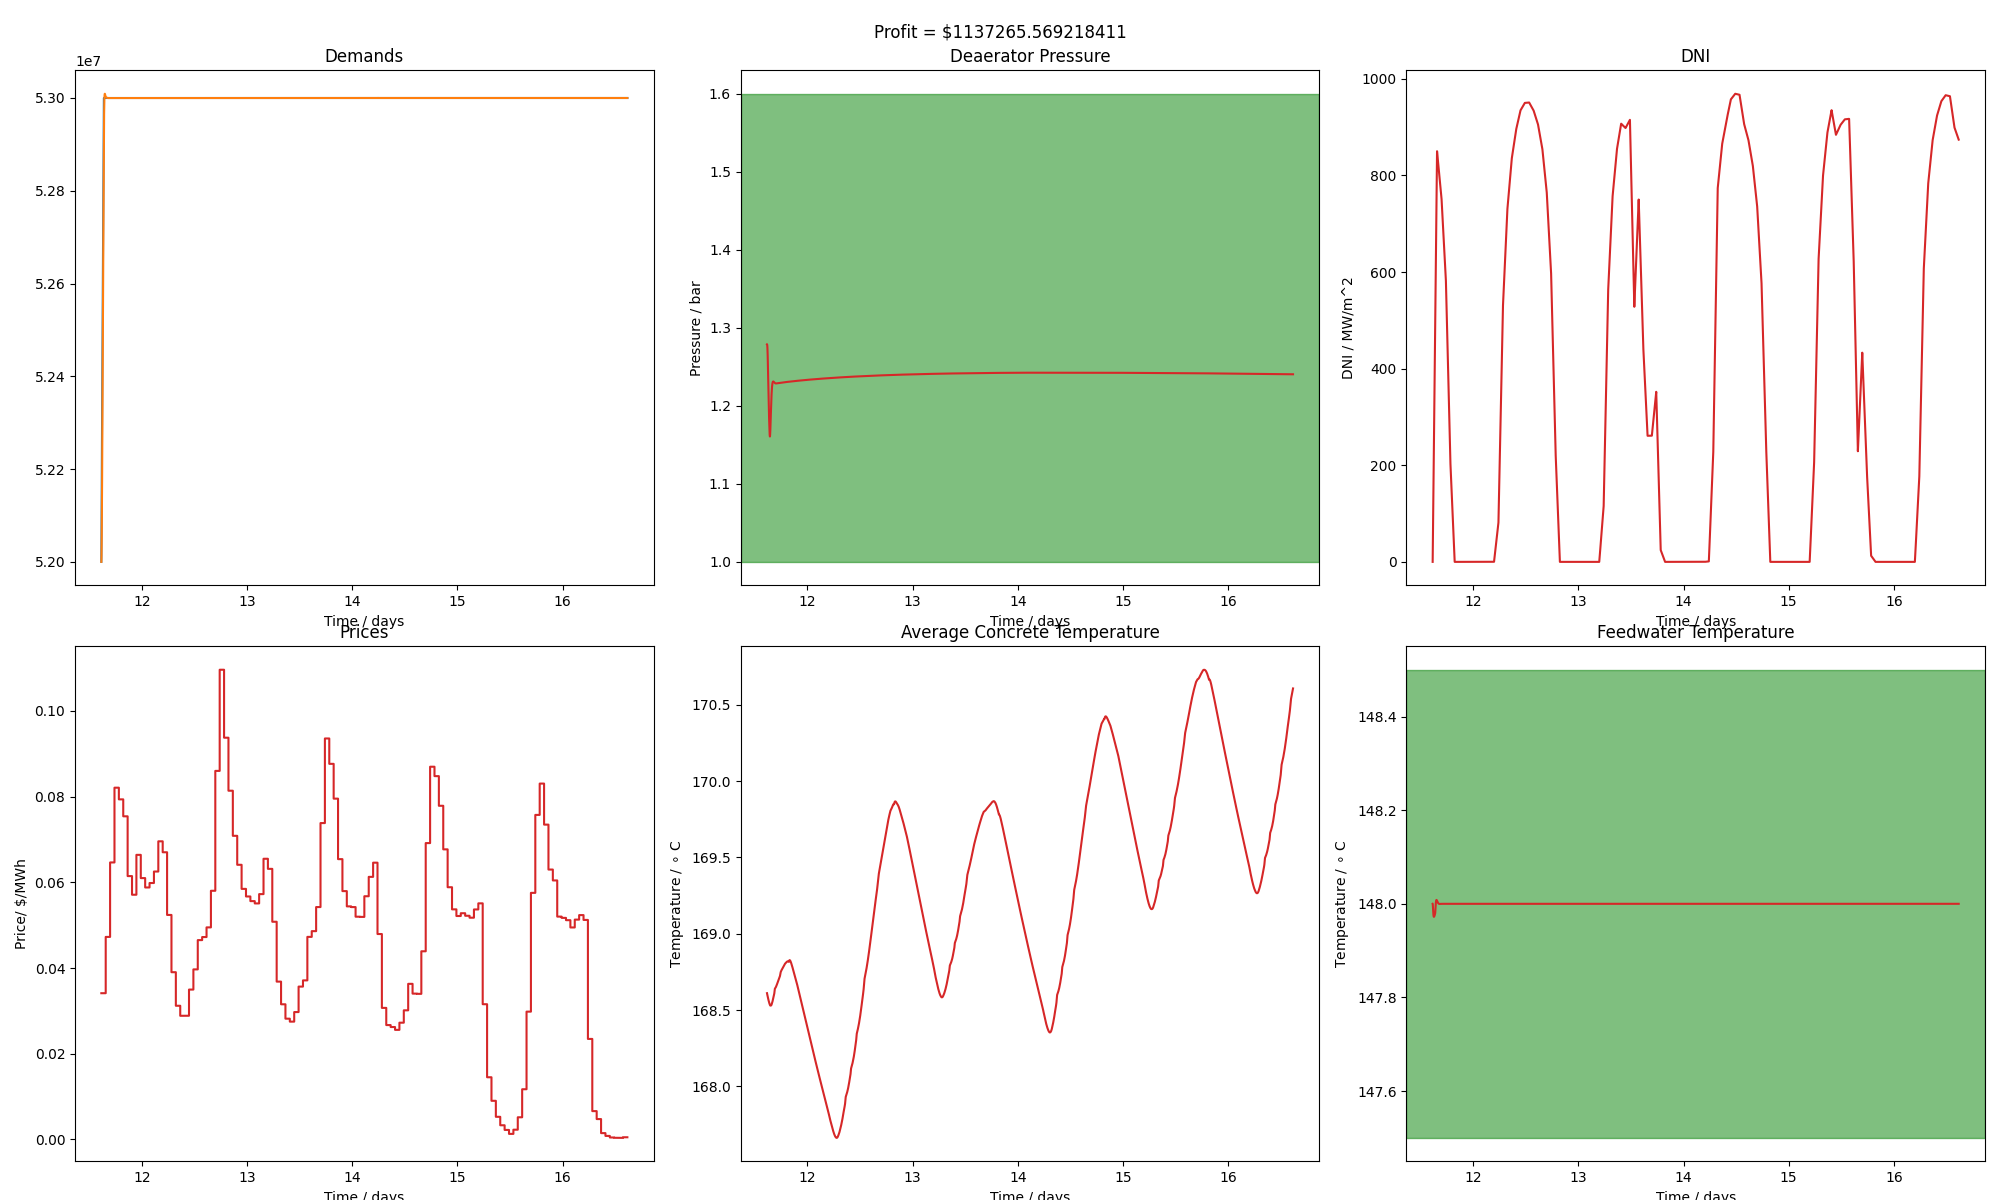 Profit = $1137265.569218411
Demands
1e7
5.30
5.28
5.26
5.24
5.22
5.20
12 13 14 15 16
Time / days
Deaerator Pressure
Pressure / bar
1.6
1.5
1.4
1.3
1.2
1.1
1.0
12 13 14 15 16
Time / days
DNI
DNI / MW/m^2
1000
800
600
400
200
0
12 13 14 15 16
Time / days
Prices
Price/ $/MWh
0.10
0.08
0.06
0.04
0.02
0.00
12 13 14 15 16
Time / days
Average Concrete Temperature
Temperature / ∘ C
170.5
170.0
169.5
169.0
168.5
168.0
12 13 14 15 16
Time / days
Feedwater Temperature
Temperature / ∘ C
148.4
148.2
148.0
147.8
147.6
12 13 14 15 16
Time / days